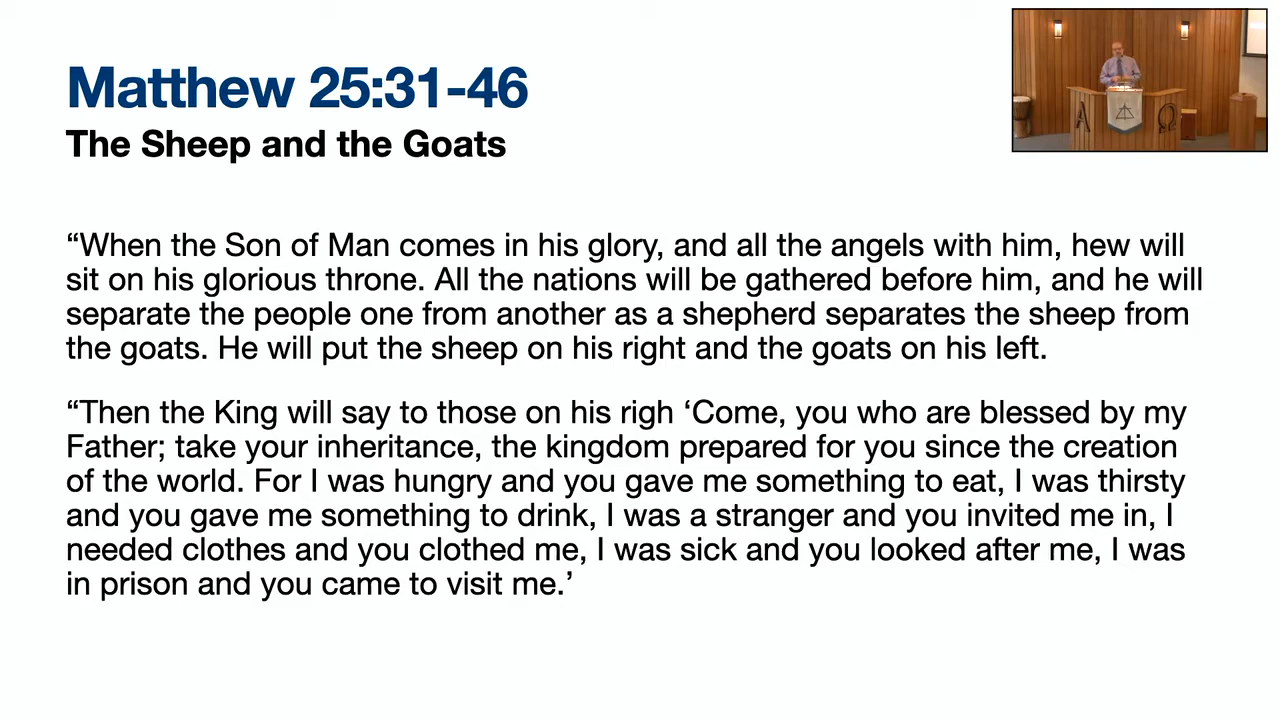 Matthew 25:31-46
The Sheep and the Goats
“When the Son of Man comes in his glory, and all the angels with him, hew will
sit on his glorious throne. All the nations will be gathered before him, and he will
separate the people one from another as a shepherd separates the sheep from
the goats. He will put the sheep on his right and the goats on his left.
“Then the King will say to those on his righ ‘Come, you who are blessed by my
Father; take your inheritance, the kingdom prepared for you since the creation
of the world. For I was hungry and you gave me something to eat, I was thirsty
and you gave me something to drink, I was a stranger and you invited me in, I
needed clothes and you clothed me, I was sick and you looked after me, I was
in prison and you came to visit me.’
Α Ω